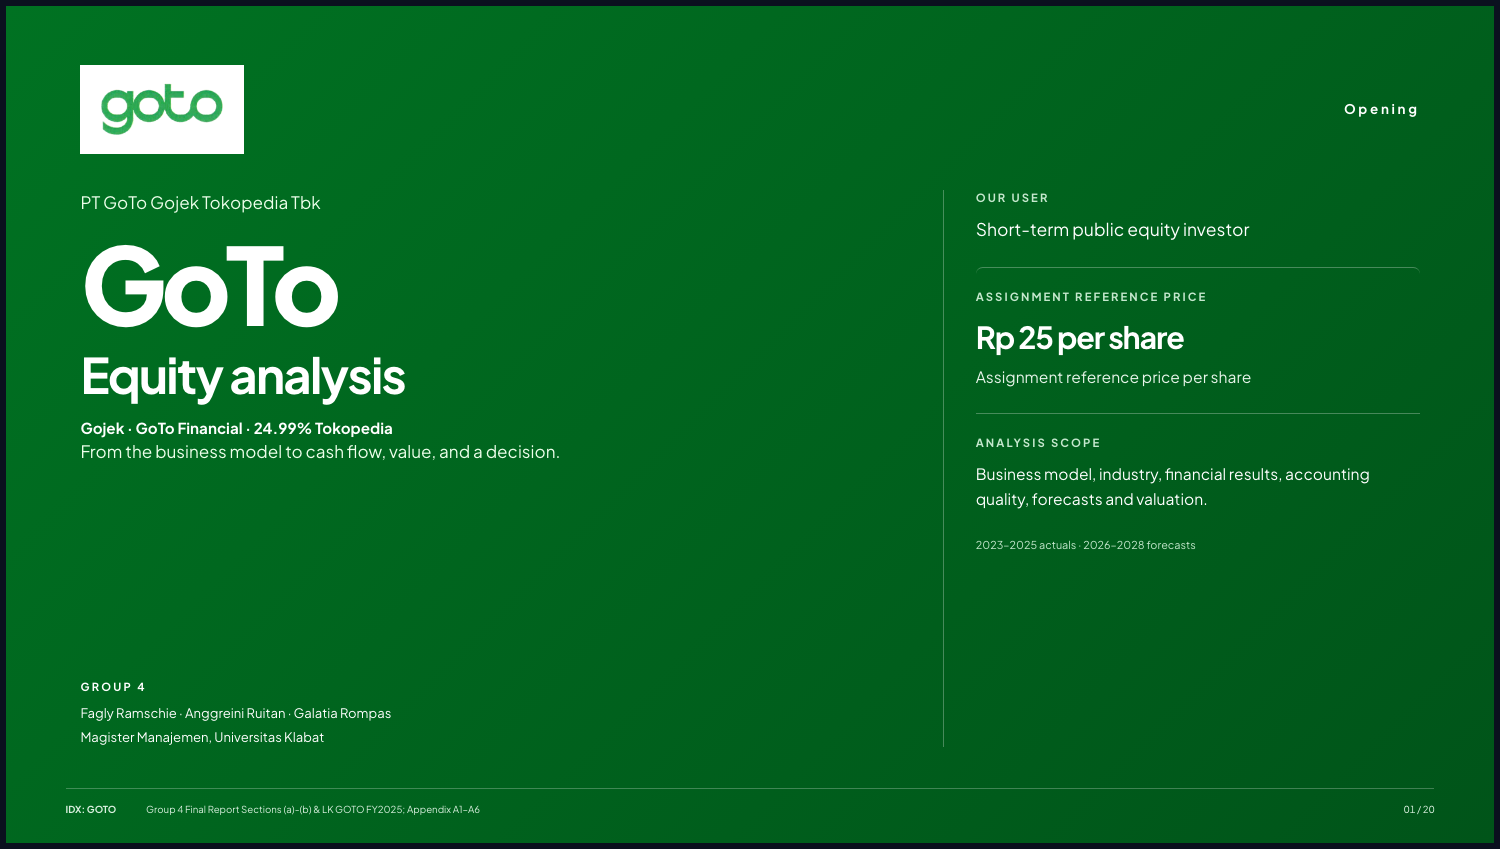 goto
Opening
PT GoTo Gojek Tokopedia Tbk
GoTo
Equity analysis
Gojek · GoTo Financial · 24.99% Tokopedia
From the business model to cash flow, value, and a decision.
GROUP 4
Fagly Ramschie · Anggreini Ruitan · Galatia Rompas
Magister Manajemen, Universitas Klabat
OUR USER
Short-term public equity investor
ASSIGNMENT REFERENCE PRICE
Rp 25 per share
Assignment reference price per share
ANALYSIS SCOPE
Business model, industry, financial results, accounting
quality, forecasts and valuation.
2023–2025 actuals · 2026–2028 forecasts
IDX: GOTO
Group 4 Final Report Sections (a)–(b) & LK GOTO FY2025; Appendix A1–A6
01 / 20